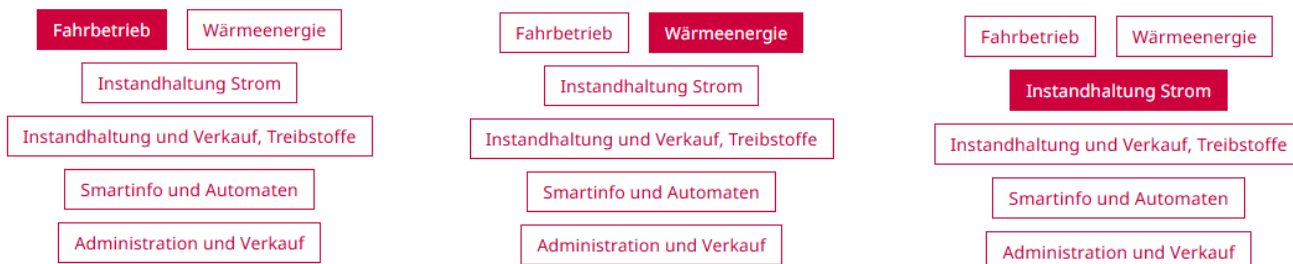 Fahrbetrieb Wärmeenergie
Instandhaltung Strom
Instandhaltung und Verkauf, Treibstoffe
Smartinfo und Automaten
Administration und Verkauf
Fahrbetrieb Wärmeenergie
Instandhaltung Strom
Instandhaltung und Verkauf, Treibstoffe
Smartinfo und Automaten
Administration und Verkauf
Fahrbetrieb Wärmeenergie
Instandhaltung Strom
Instandhaltung und Verkauf, Treibstoffe
Smartinfo und Automaten
Administration und Verkauf